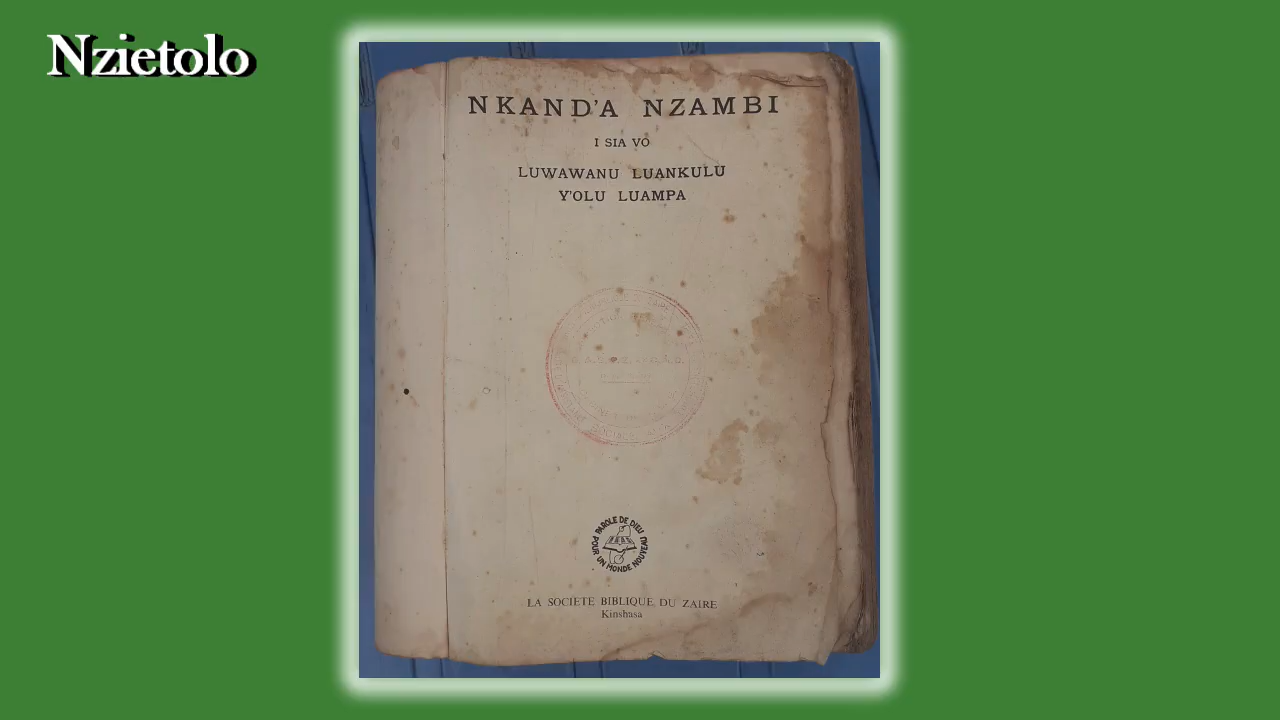 Nzietolo
NKAND'A NZAMBI
I SIA VO
LUWAWANU LUANKULU
Y'OLU LUAMPA
PAROLE DE DIEU
POUR UN MONDE NOUVEAU
LA SOCIETE BIBLIQUE DU ZAIRE
Kinshasa